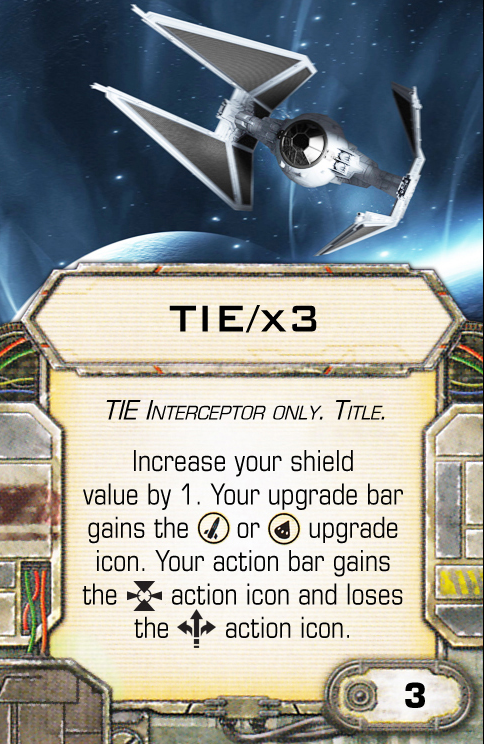 TIE/x3
TIE Interceptor only. Title.
Increase your shield
value by 1. Your upgrade bar
gains the or upgrade
icon. Your action bar gains
the action icon and loses
the action icon.
3